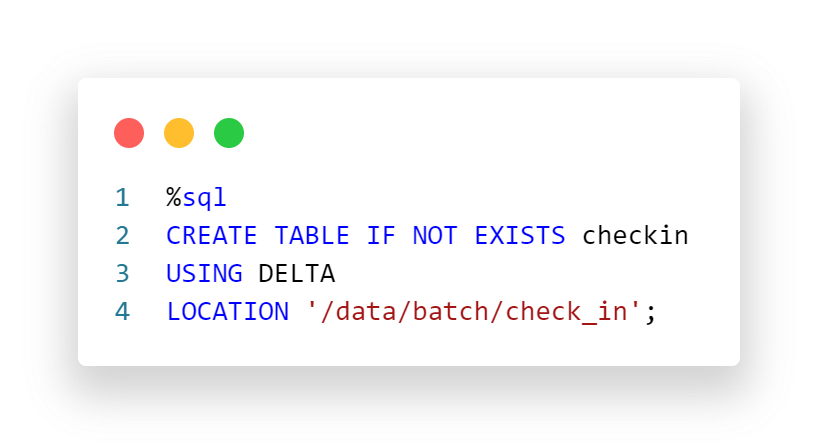 1 %sql
2 CREATE TABLE IF NOT EXISTS checkin
3 USING DELTA
4 LOCATION '/data/batch/check_in';